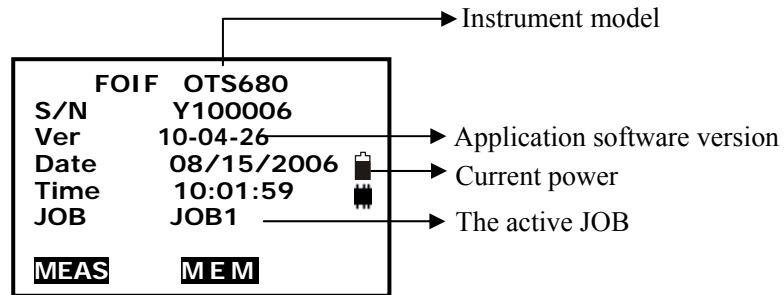 Instrument model
FOIF OTS680
S/N Y100006
Ver 10-04-26
Application software version
Date 08/15/2006
Current power
Time 10:01:59
JOB JOB1
The active JOB
MEAS MEM